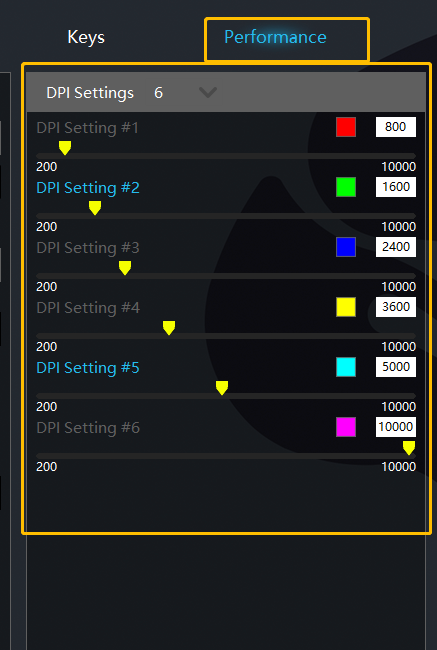 Keys Performance
DPI Settings 6
DPI Setting #1 800
200 10000
DPI Setting #2 1600
200 10000
DPI Setting #3 2400
200 10000
DPI Setting #4 3600
200 10000
DPI Setting #5 5000
200 10000
DPI Setting #6 10000
200 10000